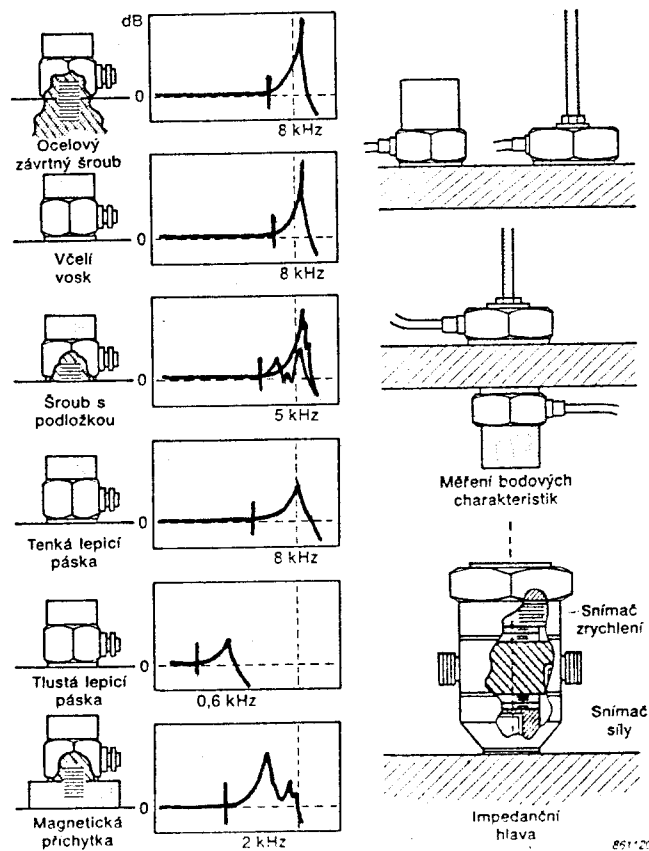 dB
0
8 kHz
Ocelový
závrtný šroub
0
8 kHz
Včelí
vosk
0
5 kHz
Šroub s
podložkou
0
8 kHz
Tenká lepicí
páska
0
0,6 kHz
Tlustá lepicí
páska
0
2 kHz
Magnetická
příchytka
Měření bodových
charakteristik
Snímač
zrychlení
Snímač
síly
Impedanční
hlava
861120